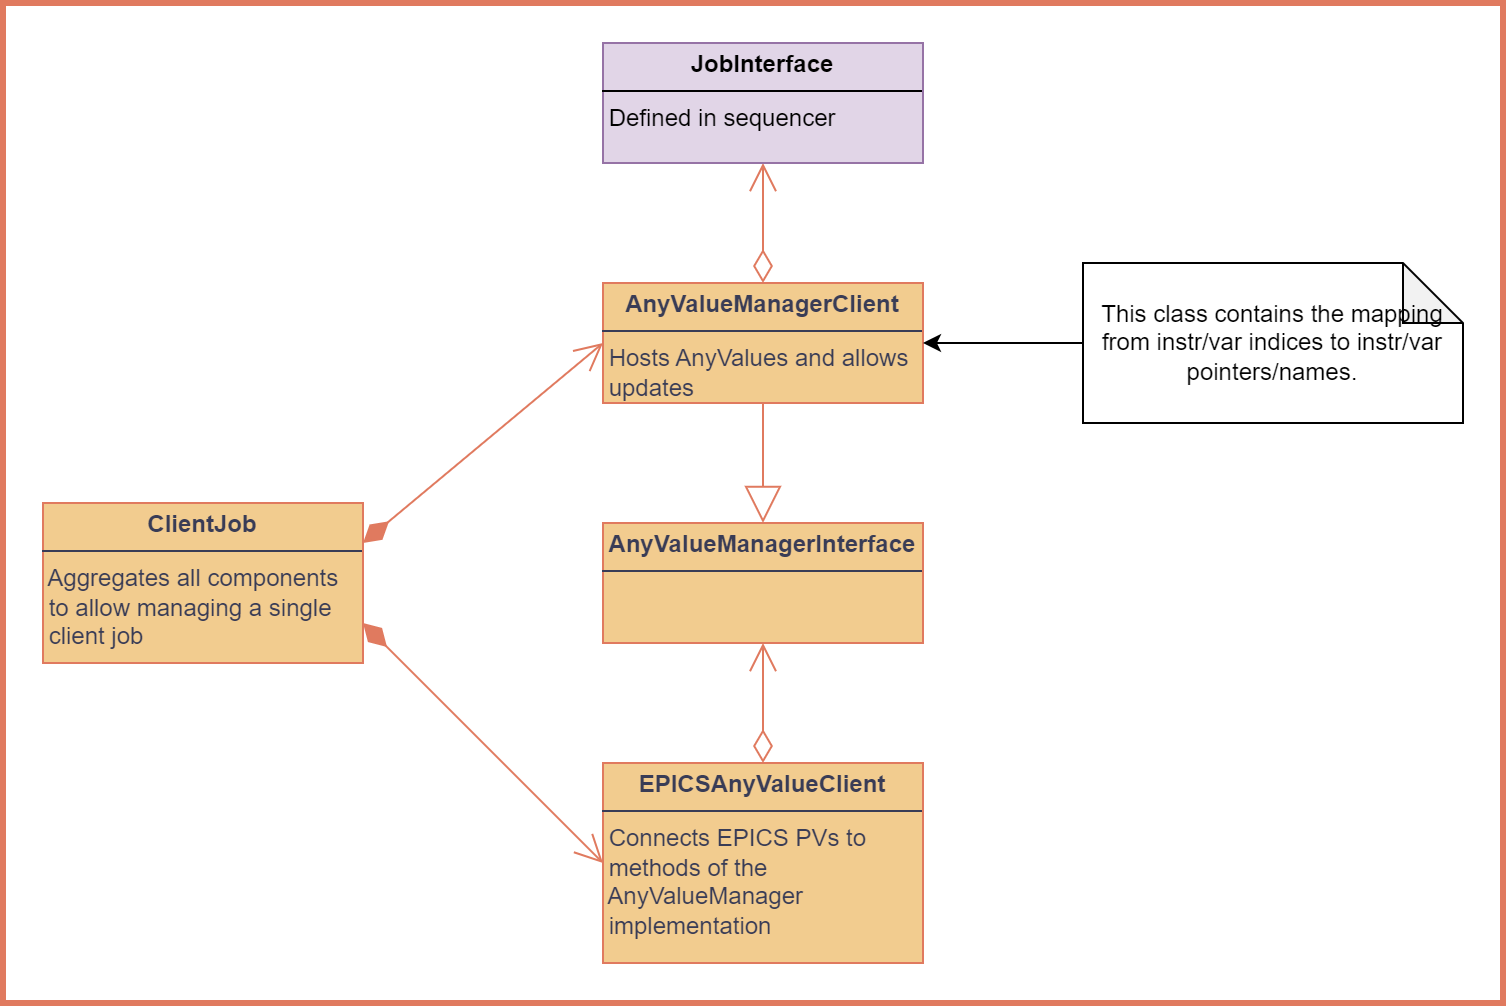 JobInterface
Defined in sequencer
AnyValueManagerClient
Hosts AnyValues and allows
updates
This class contains the mapping
from instr/var indices to instr/var
pointers/names.
ClientJob
Aggregates all components
to allow managing a single
client job
AnyValueManagerInterface
EPICSAnyValueClient
Connects EPICS PVs to
methods of the
AnyValueManager
implementation